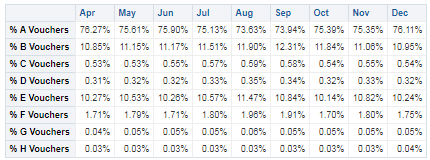 Apr May Jun Jul Aug Sep Oct Nov Dec
% A Vouchers 76.27% 75.61% 75.90% 75.13% 73.63% 73.94% 75.39% 75.35% 76.11%
% B Vouchers 10.85% 11.15% 11.17% 11.51% 11.90% 12.31% 11.84% 11.06% 10.95%
% C Vouchers 0.53% 0.53% 0.55% 0.57% 0.59% 0.58% 0.54% 0.55% 0.54%
% D Vouchers 0.31% 0.32% 0.32% 0.33% 0.35% 0.34% 0.32% 0.33% 0.32%
% E Vouchers 10.27% 10.53% 10.26% 10.57% 11.47% 10.84% 10.14% 10.82% 10.24%
% F Vouchers 1.71% 1.79% 1.71% 1.80% 1.96% 1.91% 1.70% 1.80% 1.75%
% G Vouchers 0.04% 0.05% 0.05% 0.06% 0.06% 0.05% 0.05% 0.05% 0.05%
% H Vouchers 0.03% 0.03% 0.03% 0.03% 0.03% 0.03% 0.03% 0.03% 0.04%